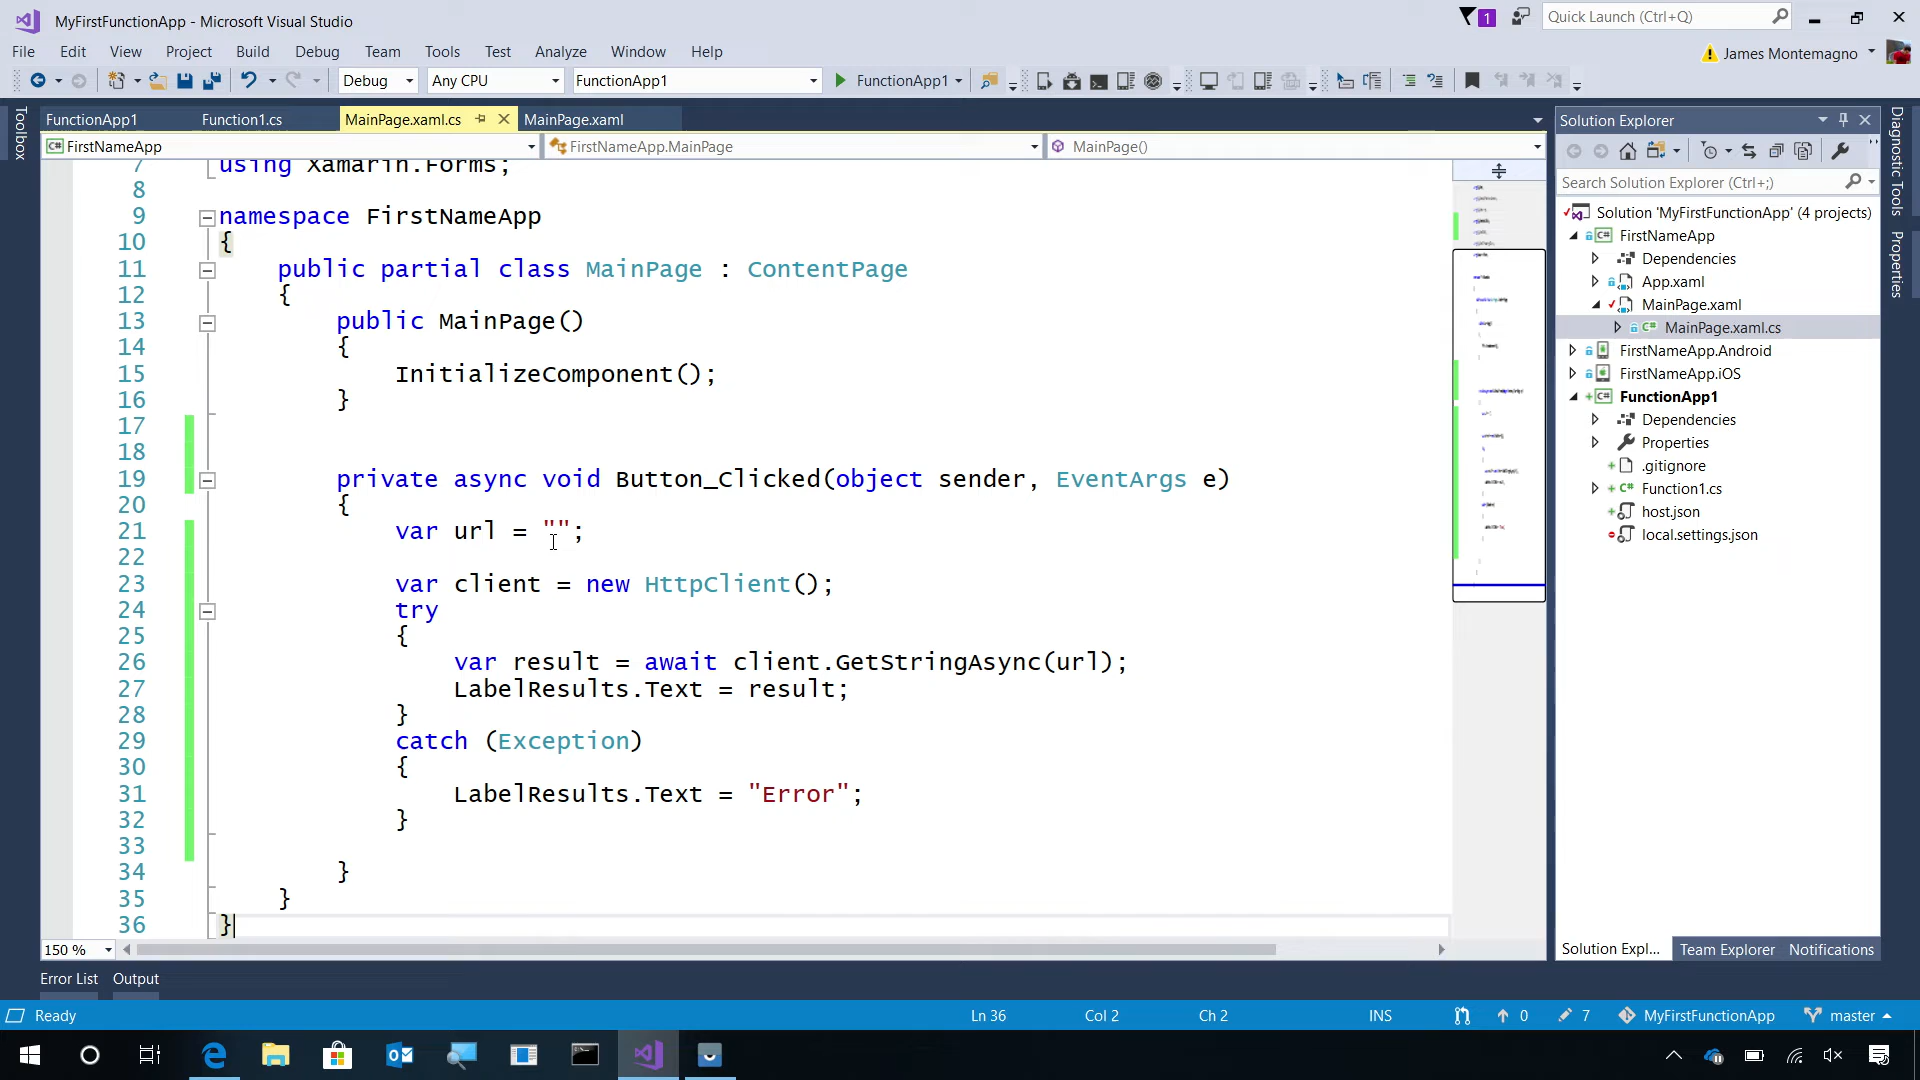 MyFirstFunctionApp - Microsoft Visual Studio
1
Quick Launch (Ctrl+Q)
File Edit View Project Build Debug Team Tools Test Analyze Window Help
James Montemagno
Debug Any CPU FunctionApp1 FunctionApp1
Toolbox
FunctionApp1 Function1.cs MainPage.xaml.cs MainPage.xaml
FirstNameApp FirstNameApp.MainPage MainPage()
7 using Xamarin.Forms;
8
9 namespace FirstNameApp
10 {
11 public partial class MainPage : ContentPage
12 {
13 public MainPage()
14 {
15 InitializeComponent();
16 }
17
18
19 private async void Button_Clicked(object sender, EventArgs e)
20 {
21 var url = "";
22
23 var client = new HttpClient();
24 try
25 {
26 var result = await client.GetStringAsync(url);
27 LabelResults.Text = result;
28 }
29 catch (Exception)
30 {
31 LabelResults.Text = "Error";
32 }
33
34 }
35 }
36 }
150 %
Solution Explorer
Search Solution Explorer (Ctrl+;)
Solution 'MyFirstFunctionApp' (4 projects)
C# FirstNameApp
Dependencies
App.xaml
MainPage.xaml
C# MainPage.xaml.cs
FirstNameApp.Android
FirstNameApp.iOS
C# FunctionApp1
Dependencies
Properties
.gitignore
C# Function1.cs
host.json
local.settings.json
Solution Expl... Team Explorer Notifications
Diagnostic Tools
Properties
Error List Output
Ready Ln 36 Col 2 Ch 2 INS 0 7 MyFirstFunctionApp master